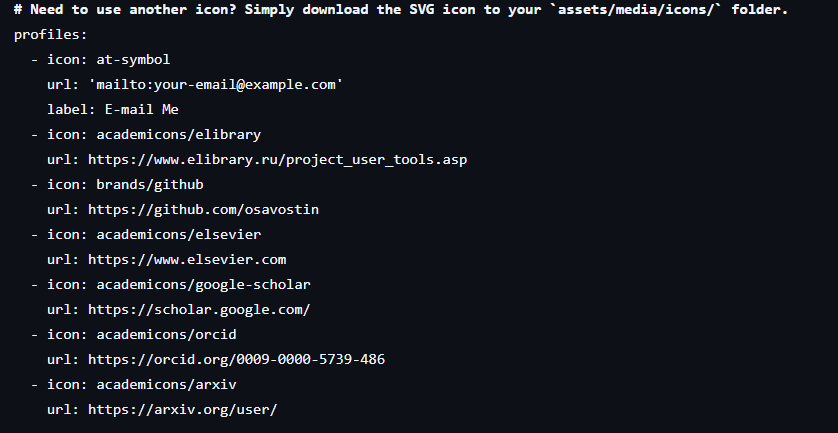 # Need to use another icon? Simply download the SVG icon to your `assets/media/icons/` folder.
profiles:
  - icon: at-symbol
    url: 'mailto:your-email@example.com'
    label: E-mail Me
  - icon: academicons/elibrary
    url: https://www.elibrary.ru/project_user_tools.asp
  - icon: brands/github
    url: https://github.com/osavostin
  - icon: academicons/elsevier
    url: https://www.elsevier.com
  - icon: academicons/google-scholar
    url: https://scholar.google.com/
  - icon: academicons/orcid
    url: https://orcid.org/0009-0000-5739-486
  - icon: academicons/arxiv
    url: https://arxiv.org/user/